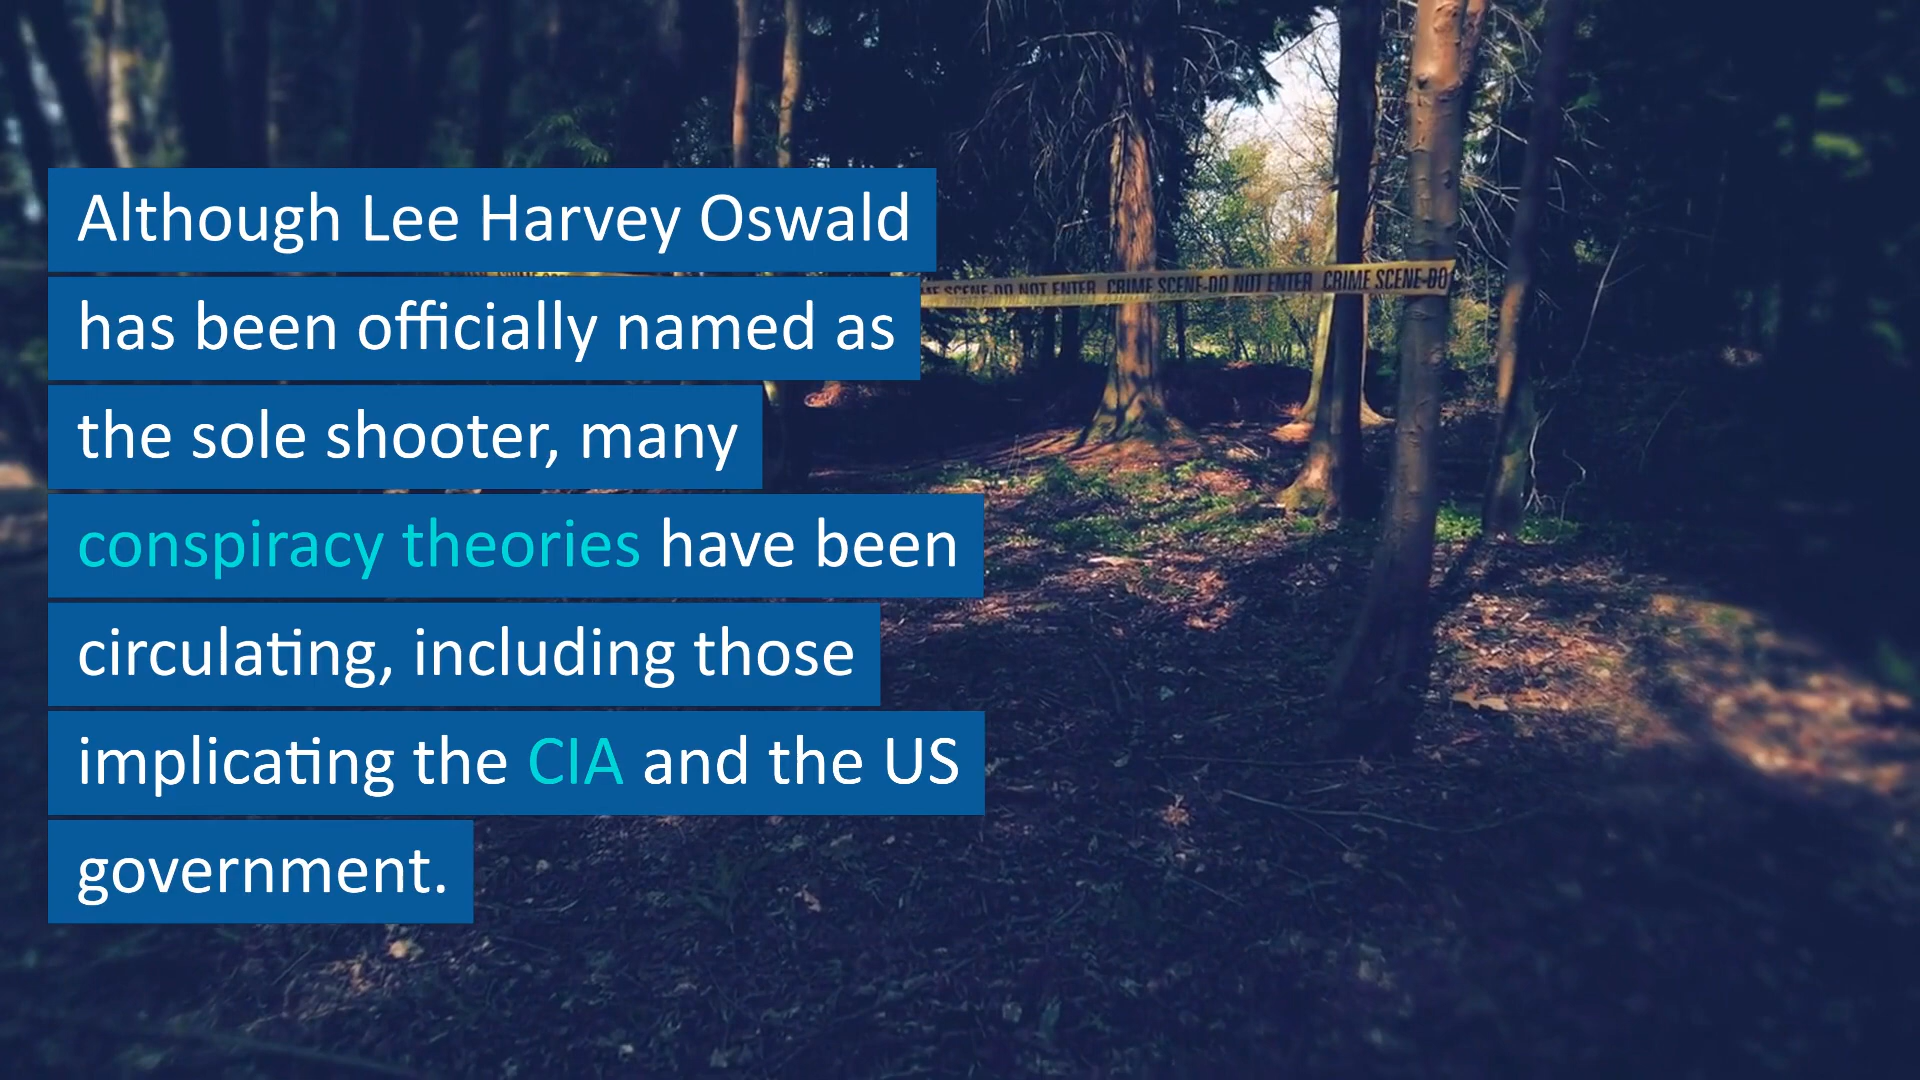 Although Lee Harvey Oswald
has been officially named as
the sole shooter, many
conspiracy theories have been
circulating, including those
implicating the CIA and the US
government.
SCENE-DO NOT ENTER CRIME SCENE-DO NOT ENTER CRIME SCENE-DO